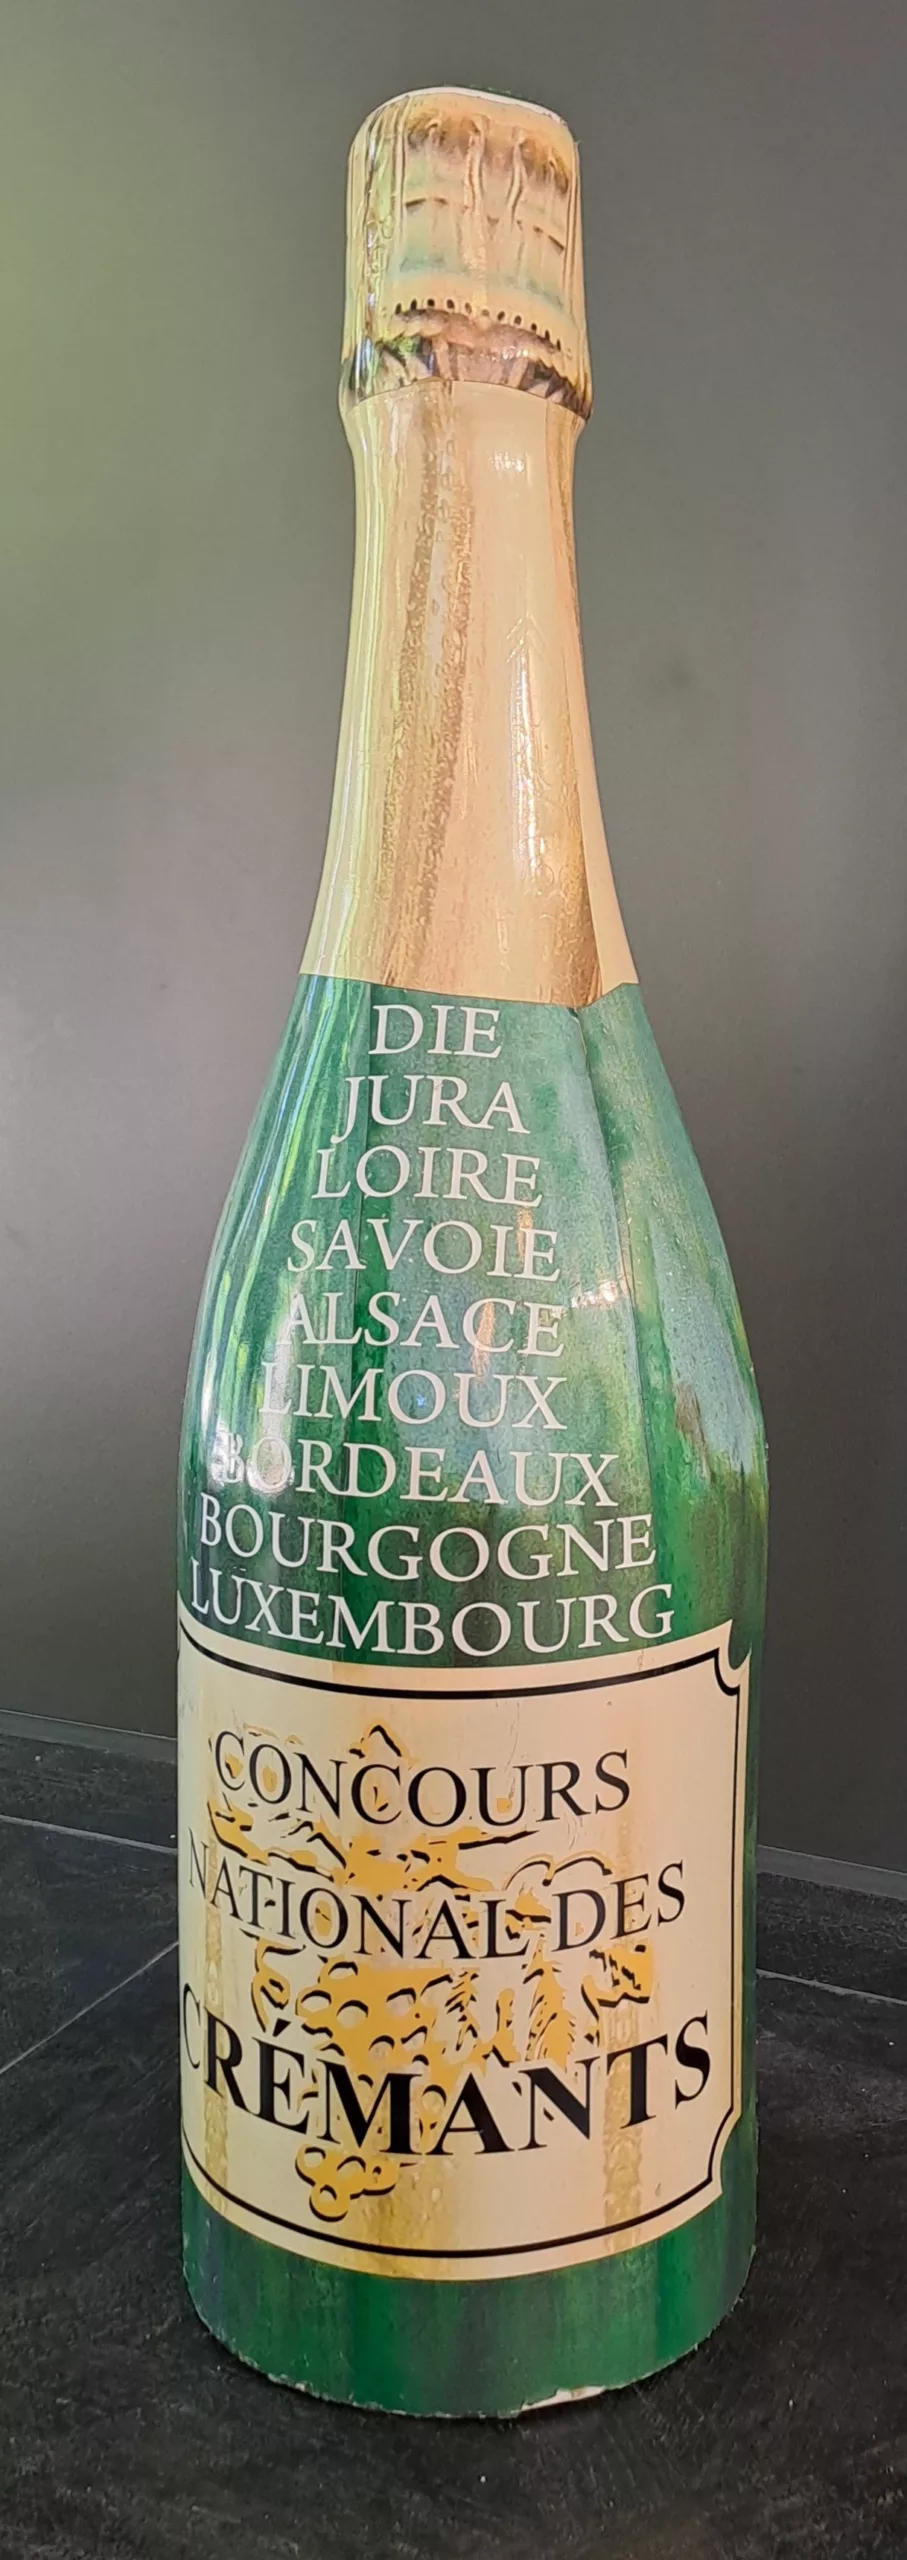 DIE
JURA
LOIRE
SAVOIE
ALSACE
LIMOUX
BORDEAUX
BOURGOGNE
LUXEMBOURG
CONCOURS
NATIONAL DES
CRÉMANTS